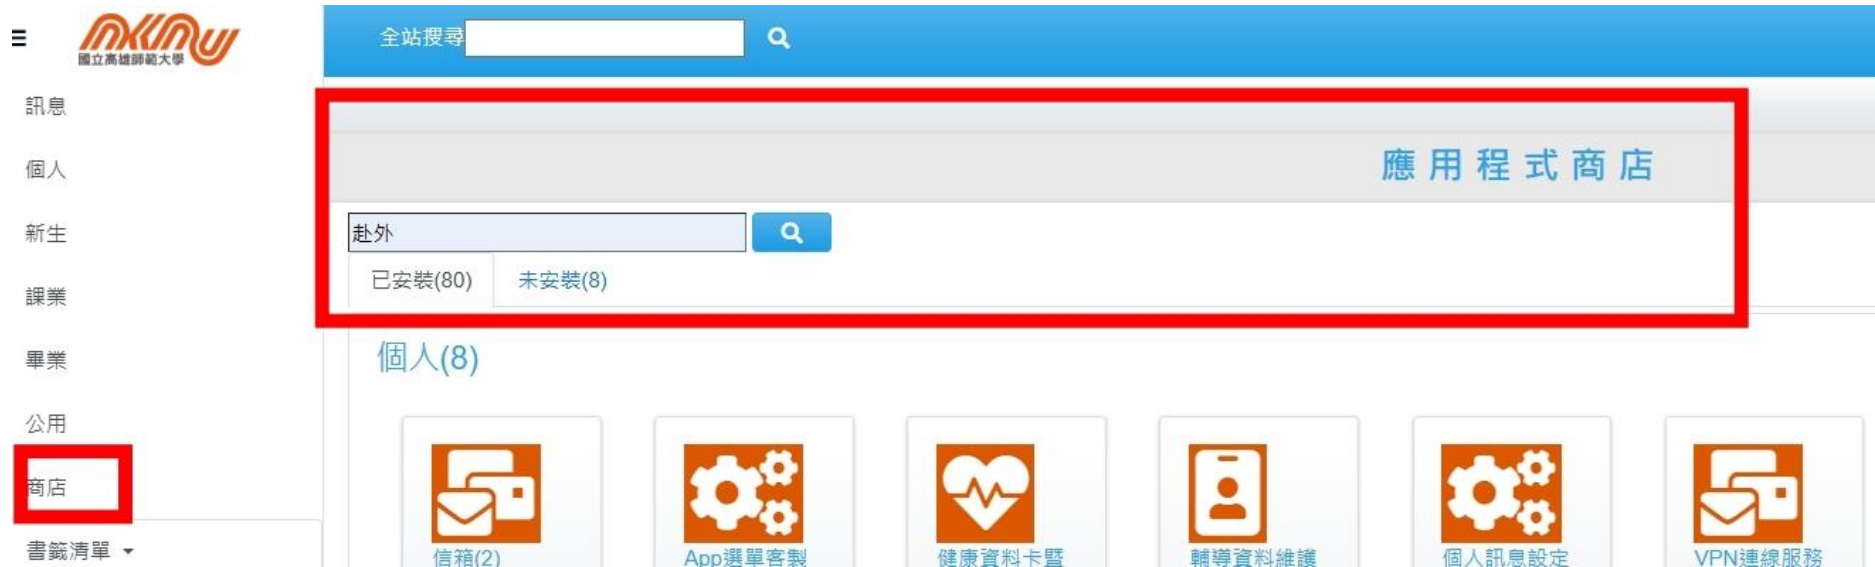 國立高雄師範大學
全站搜尋
訊息
個人
新生
課業
畢業
公用
商店
書籤清單
應用程式商店
赴外
已安裝(80)
未安裝(8)
個人(8)
信箱(2)
App選單客製
健康資料卡暨
輔導資料維護
個人訊息設定
VPN連線服務